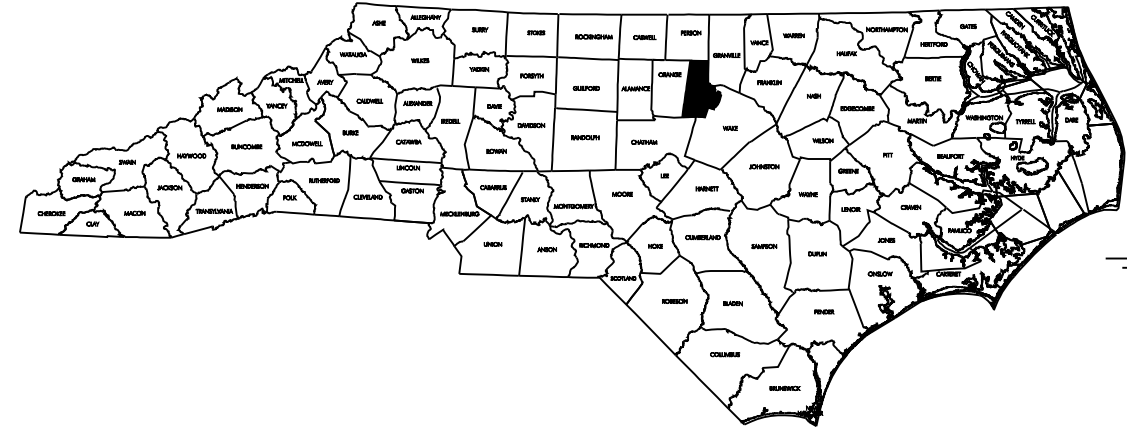 ASHE
ALLEGHANY
SURRY
STOKES
ROCKINGHAM
CASWELL
PERSON
GRANVILLE
VANCE
WARREN
NORTHAMPTON
GATES
HERTFORD
HALIFAX
CAMDEN
CURRITUCK
WATAUGA
WILKES
YADKIN
FORSYTH
GUILFORD
ALAMANCE
ORANGE
FRANKLIN
NASH
EDGECOMBE
BERTIE
CHOWAN
MITCHELL
AVERY
YANCEY
MADISON
CALDWELL
ALEXANDER
IREDELL
DAVIE
DAVIDSON
RANDOLPH
CHATHAM
WAKE
WILSON
MARTIN
WASHINGTON
TYRRELL
DARE
SWAIN
HAYWOOD
BUNCOMBE
MCDOWELL
BURKE
CATAWBA
ROWAN
JOHNSTON
GREENE
PITT
BEAUFORT
HYDE
GRAHAM
JACKSON
HENDERSON
RUTHERFORD
POLK
CLEVELAND
LINCOLN
GASTON
CABARRUS
STANLY
MONTGOMERY
MOORE
LEE
HARNETT
WAYNE
LENOIR
CRAVEN
PAMLICO
CHEROKEE
CLAY
MACON
TRANSYLVANIA
MECKLENBURG
UNION
ANSON
RICHMOND
SCOTLAND
HOKE
CUMBERLAND
SAMPSON
DUPLIN
JONES
ONSLOW
CARTERET
ROBESON
BLADEN
PENDER
COLUMBUS
BRUNSWICK